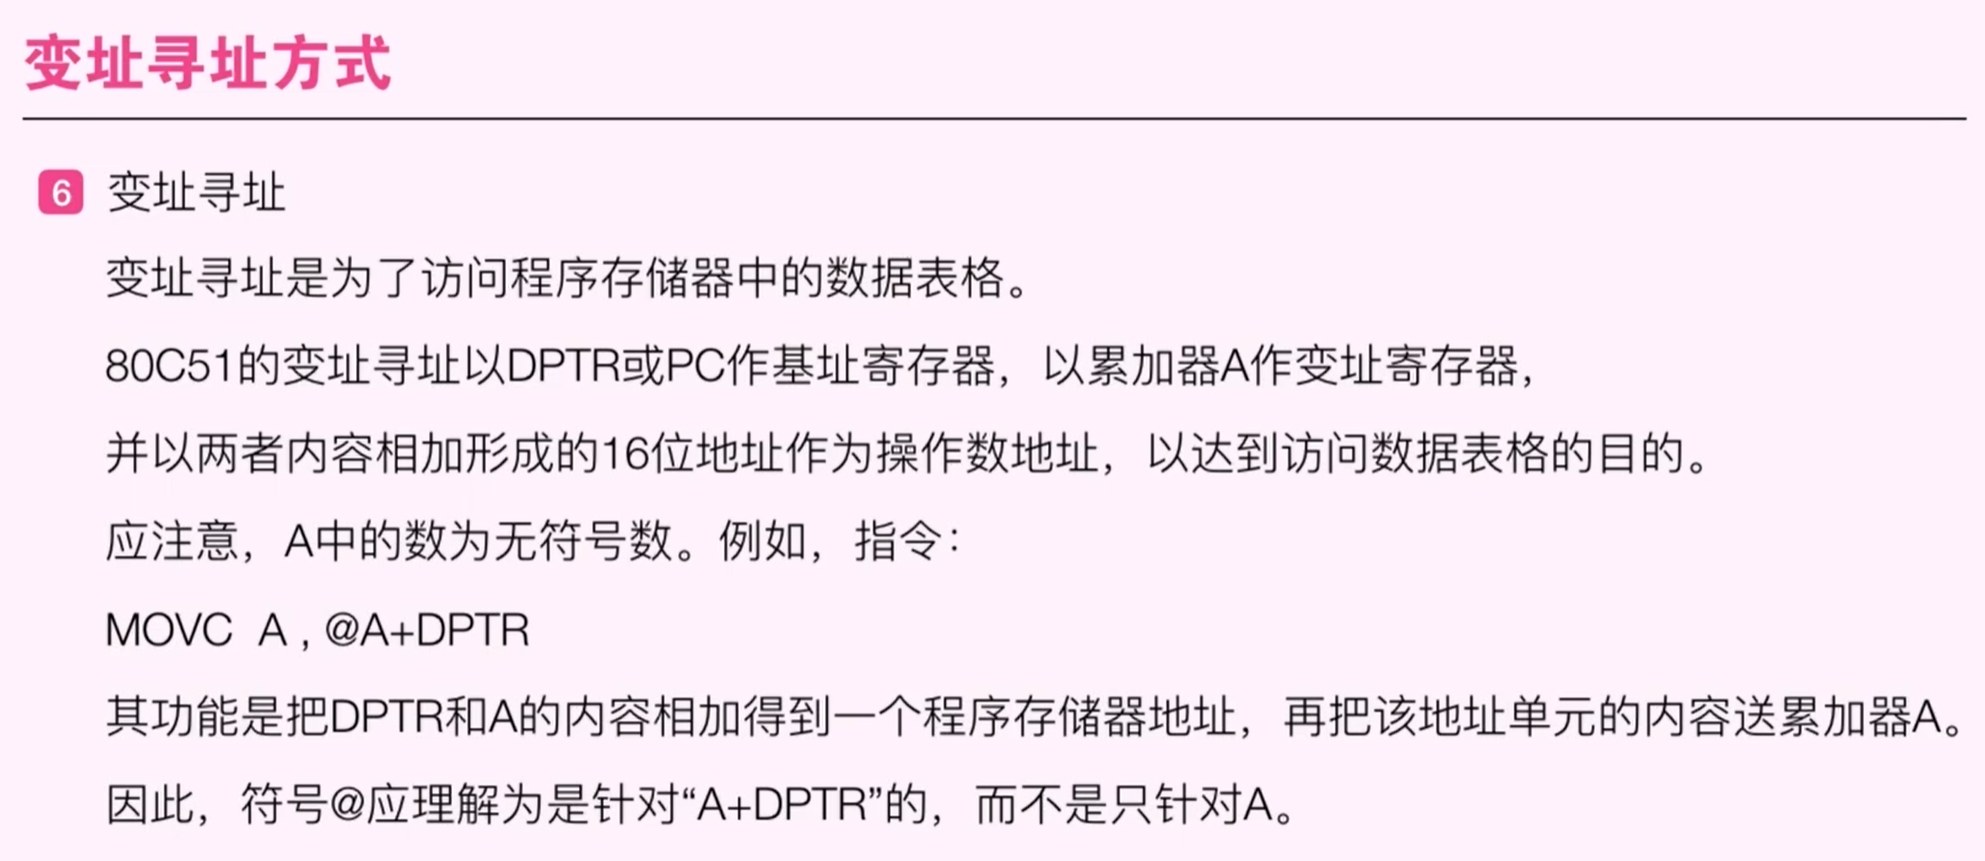 变址寻址方式
6 变址寻址
变址寻址是为了访问程序存储器中的数据表格。
80C51的变址寻址以DPTR或PC作基址寄存器，以累加器A作变址寄存器，
并以两者内容相加形成的16位地址作为操作数地址，以达到访问数据表格的目的。
应注意，A中的数为无符号数。例如，指令：
MOVC A , @A+DPTR
其功能是把DPTR和A的内容相加得到一个程序存储器地址，再把该地址单元的内容送累加器A。
因此，符号@应理解为是针对“A+DPTR”的，而不是只针对A。